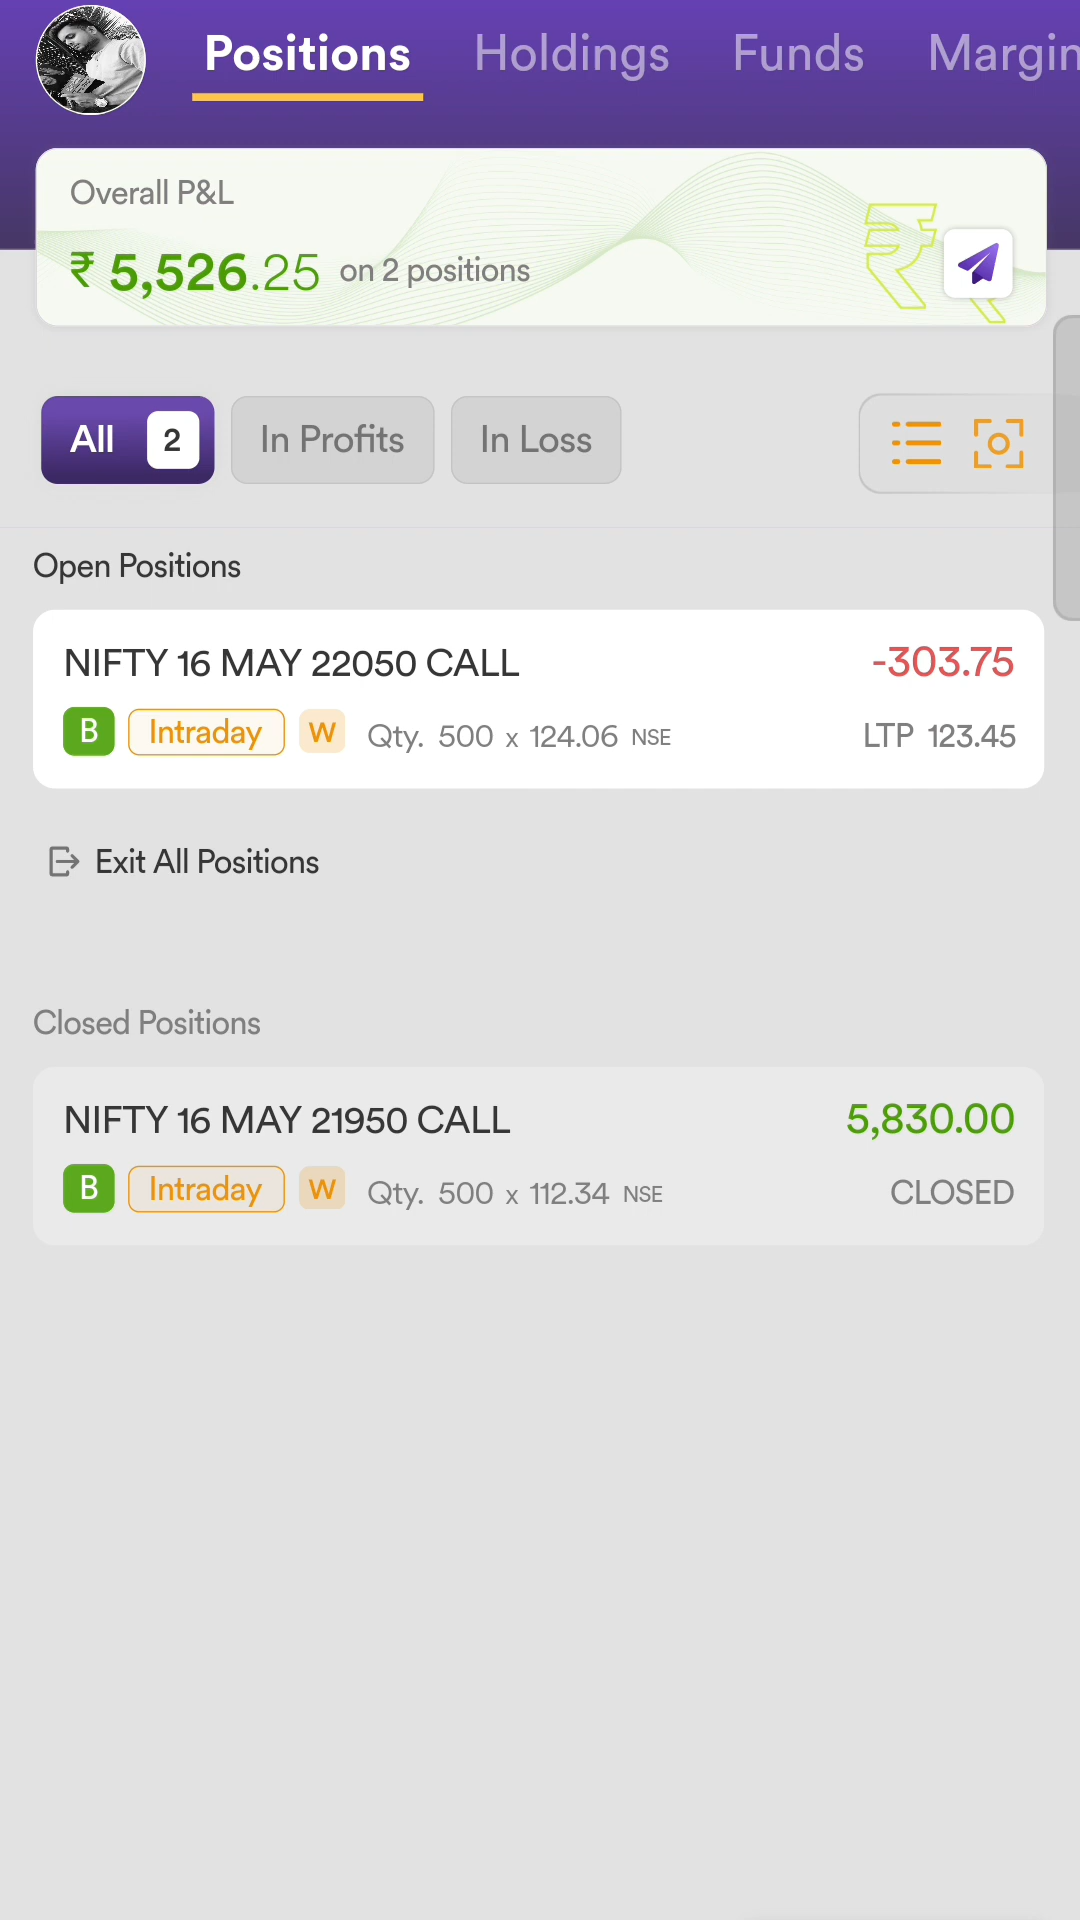 Positions Holdings Funds Margin
Overall P&L
₹ 5,526.25 on 2 positions
All 2 In Profits In Loss
Open Positions
NIFTY 16 MAY 22050 CALL -303.75
B Intraday W Qty. 500 x 124.06 NSE LTP 123.45
Exit All Positions
Closed Positions
NIFTY 16 MAY 21950 CALL 5,830.00
B Intraday W Qty. 500 x 112.34 NSE CLOSED